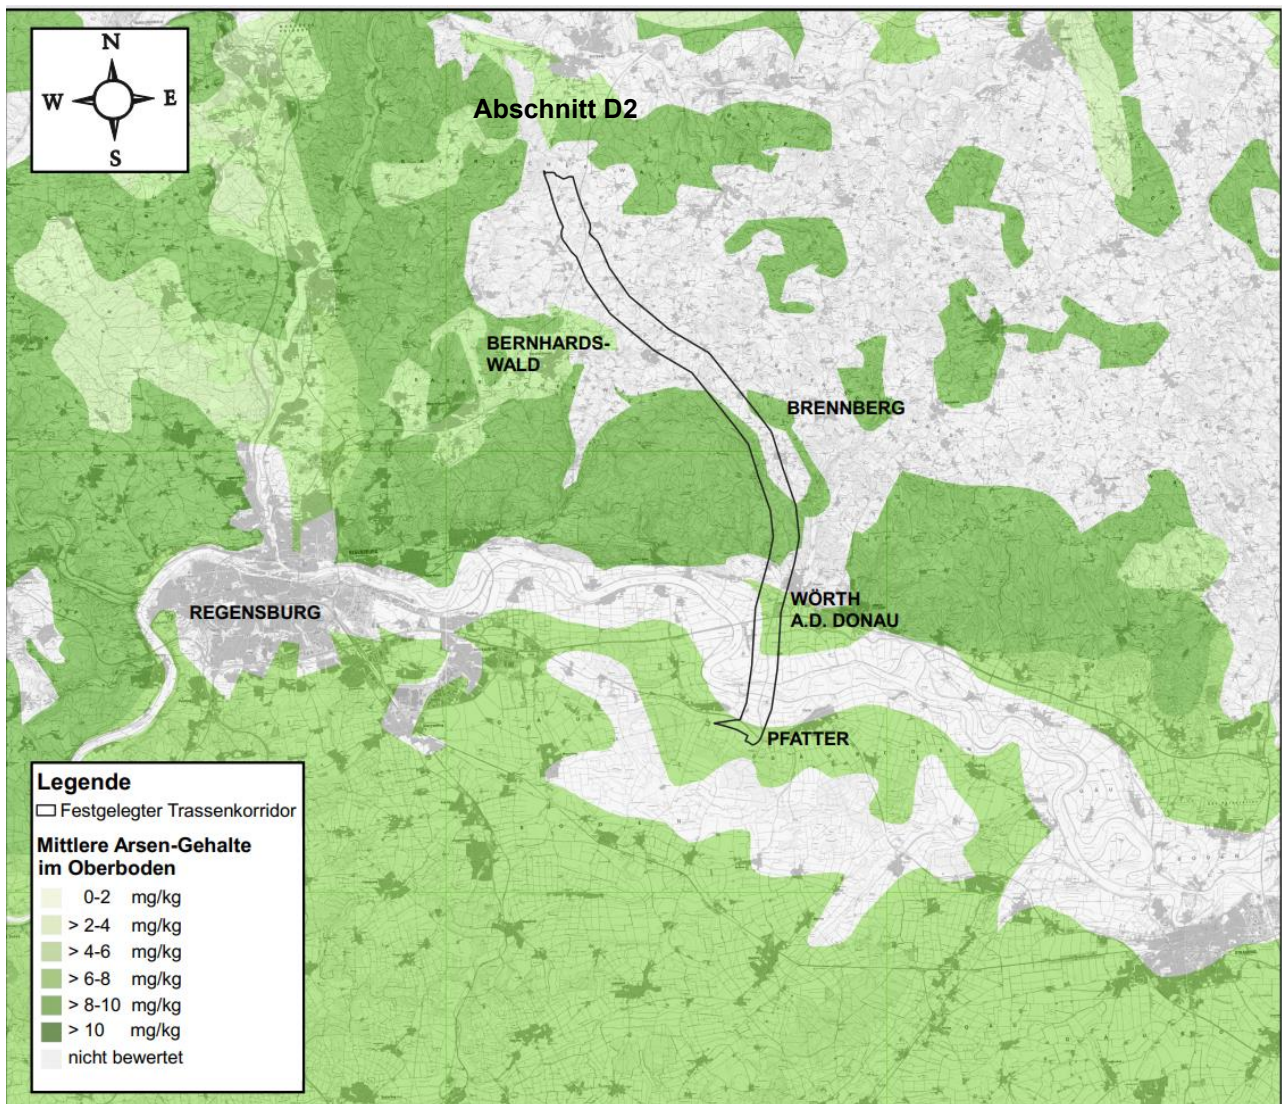 N
W E
S
Abschnitt D2
BERNHARDS-
WALD
BRENNBERG
REGENSBURG
WÖRTH
A.D. DONAU
PFATTER
Legende
Festgelegter Trassenkorridor
Mittlere Arsen-Gehalte
im Oberboden
0-2 mg/kg
> 2-4 mg/kg
> 4-6 mg/kg
> 6-8 mg/kg
> 8-10 mg/kg
> 10 mg/kg
nicht bewertet